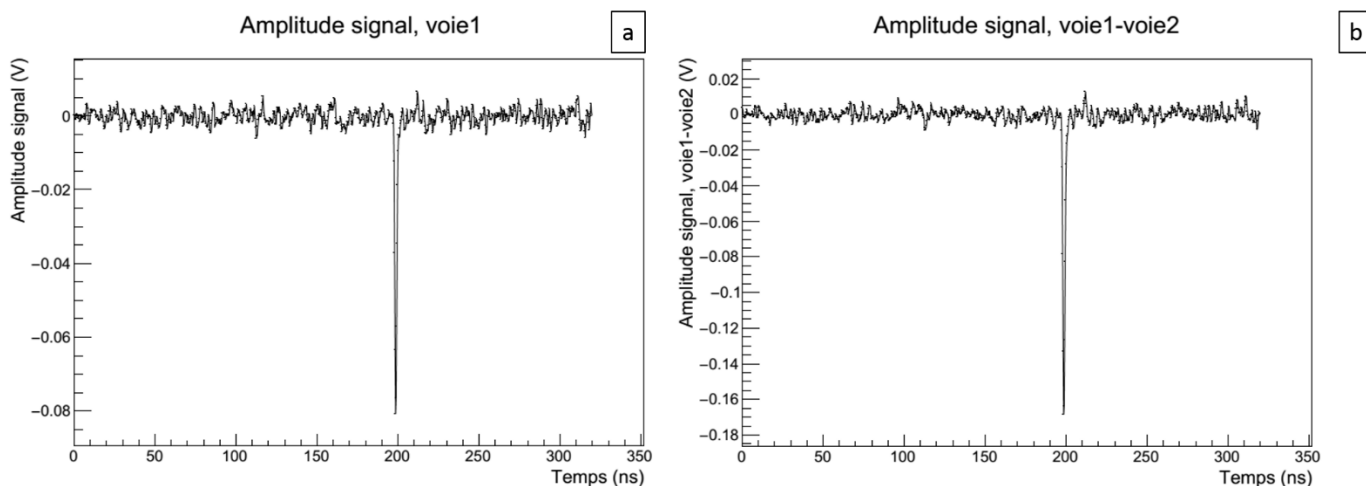 Amplitude signal, voie1
a
Amplitude signal (V)
0
−0.02
−0.04
−0.06
−0.08
0 50 100 150 200 250 300 350
Temps (ns)
Amplitude signal, voie1-voie2
b
Amplitude signal, voie1-voie2 (V)
0.02
0
−0.02
−0.04
−0.06
−0.08
−0.1
−0.12
−0.14
−0.16
−0.18
0 50 100 150 200 250 300 350
Temps (ns)